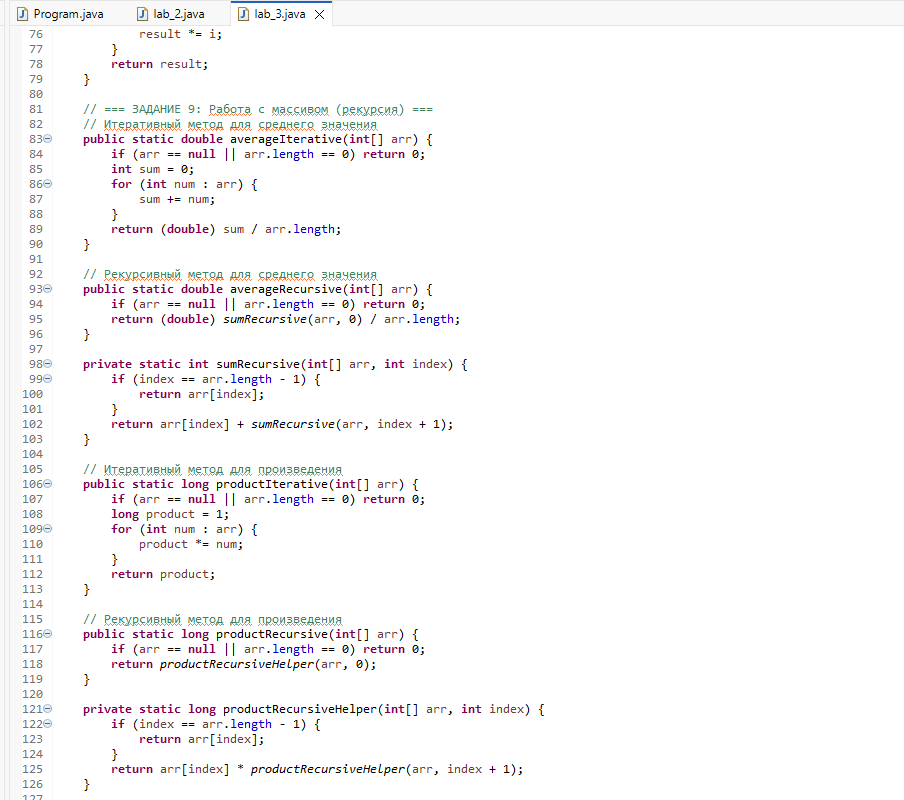 Program.java lab_2.java lab_3.java
76 result *= i;
77 }
78 return result;
79 }
80
81 // === ЗАДАНИЕ 9: Работа с массивом (рекурсия) ===
82 // Итеративный метод для среднего значения
83 public static double averageIterative(int[] arr) {
84 if (arr == null || arr.length == 0) return 0;
85 int sum = 0;
86 for (int num : arr) {
87 sum += num;
88 }
89 return (double) sum / arr.length;
90 }
91
92 // Рекурсивный метод для среднего значения
93 public static double averageRecursive(int[] arr) {
94 if (arr == null || arr.length == 0) return 0;
95 return (double) sumRecursive(arr, 0) / arr.length;
96 }
97
98 private static int sumRecursive(int[] arr, int index) {
99 if (index == arr.length - 1) {
100 return arr[index];
101 }
102 return arr[index] + sumRecursive(arr, index + 1);
103 }
104
105 // Итеративный метод для произведения
106 public static long productIterative(int[] arr) {
107 if (arr == null || arr.length == 0) return 0;
108 long product = 1;
109 for (int num : arr) {
110 product *= num;
111 }
112 return product;
113 }
114
115 // Рекурсивный метод для произведения
116 public static long productRecursive(int[] arr) {
117 if (arr == null || arr.length == 0) return 0;
118 return productRecursiveHelper(arr, 0);
119 }
120
121 private static long productRecursiveHelper(int[] arr, int index) {
122 if (index == arr.length - 1) {
123 return arr[index];
124 }
125 return arr[index] * productRecursiveHelper(arr, index + 1);
126 }
127